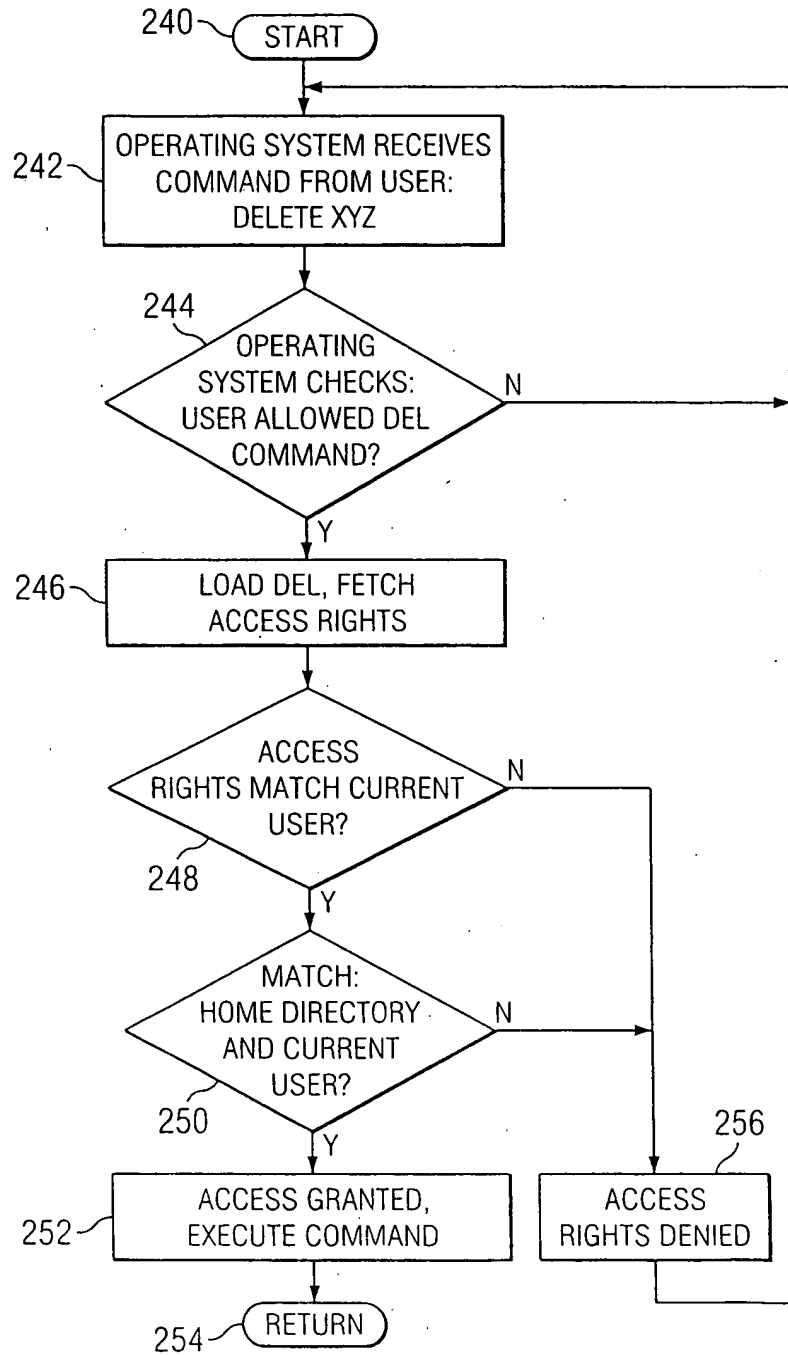 240
START
242
OPERATING SYSTEM RECEIVES
COMMAND FROM USER:
DELETE XYZ
244
OPERATING
SYSTEM CHECKS:
USER ALLOWED DEL
COMMAND?
N
Y
246
LOAD DEL, FETCH
ACCESS RIGHTS
ACCESS
RIGHTS MATCH CURRENT
USER?
N
248
Y
MATCH:
HOME DIRECTORY
AND CURRENT
USER?
N
250
Y
256
252
ACCESS GRANTED,
EXECUTE COMMAND
ACCESS
RIGHTS DENIED
254
RETURN